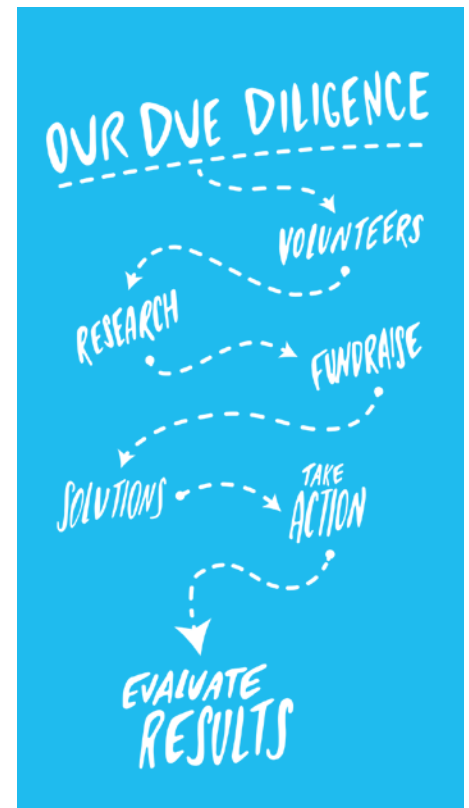 OUR DUE DILIGENCE
VOLUNTEERS
RESEARCH
FUNDRAISE
SOLUTIONS
TAKE
ACTION
EVALUATE
RESULTS